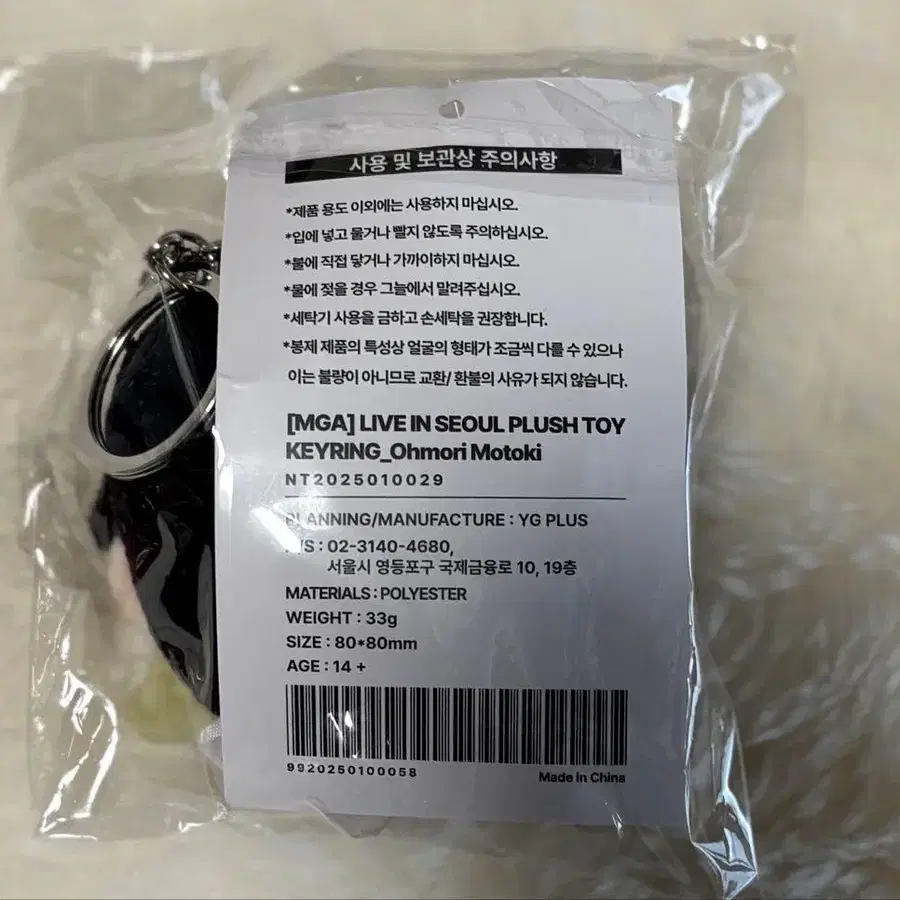 사용 및 보관상 주의사항
*제품 용도 이외에는 사용하지 마십시오.
*입에 넣고 물거나 빨지 않도록 주의하십시오.
*불에 직접 닿거나 가까이하지 마십시오.
*물에 젖을 경우 그늘에서 말려주십시오.
*세탁기 사용을 금하고 손세탁을 권장합니다.
*봉제 제품의 특성상 얼굴의 형태가 조금씩 다를 수 있으나
이는 불량이 아니므로 교환/ 환불의 사유가 되지 않습니다.
[MGA] LIVE IN SEOUL PLUSH TOY
KEYRING_Ohmori Motoki
NT2025010029
PLANNING/MANUFACTURE : YG PLUS
: 02-3140-4680,
서울시 영등포구 국제금융로 10, 19층
MATERIALS : POLYESTER
WEIGHT : 33g
SIZE : 80*80mm
AGE : 14 +
9920250100058
Made in China